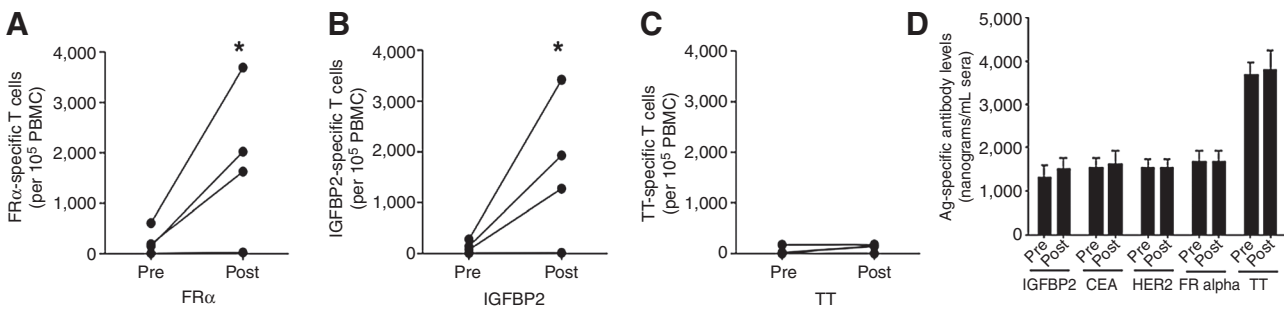 A
FRα-specific T cells
(per 10⁵ PBMC)
4,000
3,000
2,000
1,000
0
*
Pre
Post
FRα
B
IGFBP2-specific T cells
(per 10⁵ PBMC)
4,000
3,000
2,000
1,000
0
*
Pre
Post
IGFBP2
C
TT-specific T cells
(per 10⁵ PBMC)
4,000
3,000
2,000
1,000
0
Pre
Post
TT
D
Ag-specific antibody levels
(nanograms/mL sera)
5,000
4,000
3,000
2,000
1,000
0
Pre
Post
Pre
Post
Pre
Post
Pre
Post
Pre
Post
IGFBP2 CEA HER2 FR alpha TT